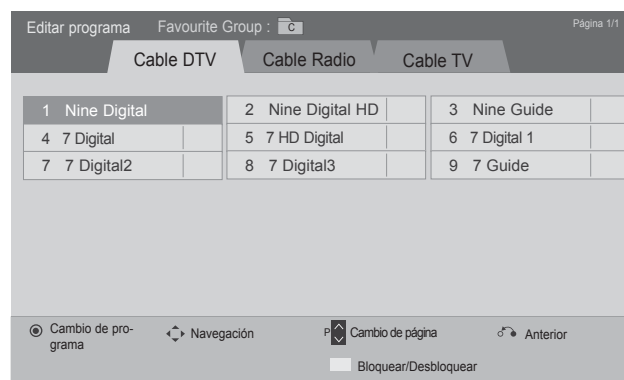 Editar programa Favourite Group : C Página 1/1
Cable DTV Cable Radio Cable TV
1 Nine Digital 2 Nine Digital HD 3 Nine Guide
4 7 Digital 5 7 HD Digital 6 7 Digital 1
7 7 Digital2 8 7 Digital3 9 7 Guide
Cambio de pro-
grama
Navegación P Cambio de página Anterior
Bloquear/Desbloquear